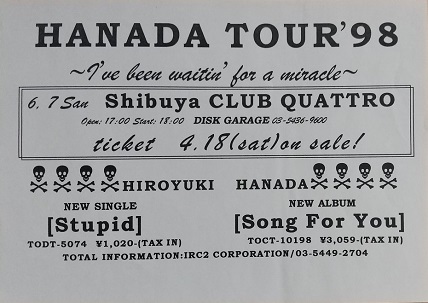 HANADA TOUR'98
~I've been waitin' for a miracle~
6. 7 San Shibuya CLUB QUATTRO
Open: 17:00 Start: 18:00 DISK GARAGE 03-5436-9600
ticket 4.18(sat)on sale!
HIROYUKI HANADA
NEW SINGLE
[Stupid]
TODT-5074 ¥1,020-(TAX IN)
NEW ALBUM
[Song For You]
TOCT-10198 ¥3,059-(TAX IN)
TOTAL INFORMATION:IRC2 CORPORATION/03-5449-2704